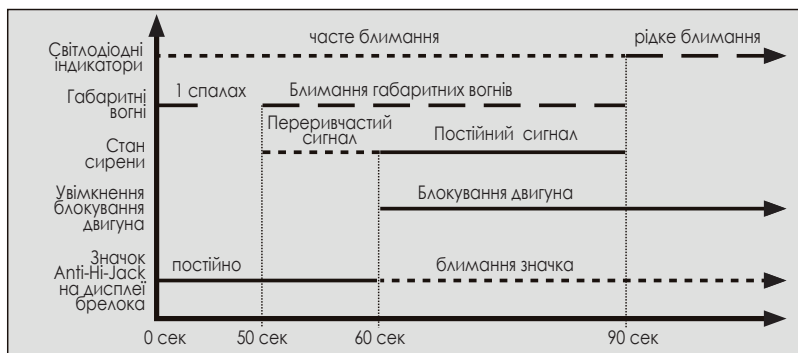 часте блимання
рідке блимання
Світлодіодні
індикатори
1 спалах
Блимання габаритних вогнів
Габаритні
вогні
Переривчастий
сигнал
Постійний сигнал
Стан
сирени
Увімкнення
блокування
двигуна
Блокування двигуна
Значок
Anti-Hi-Jack
на дисплеї
брелока
постійно
блимання значка
0 сек
50 сек
60 сек
90 сек